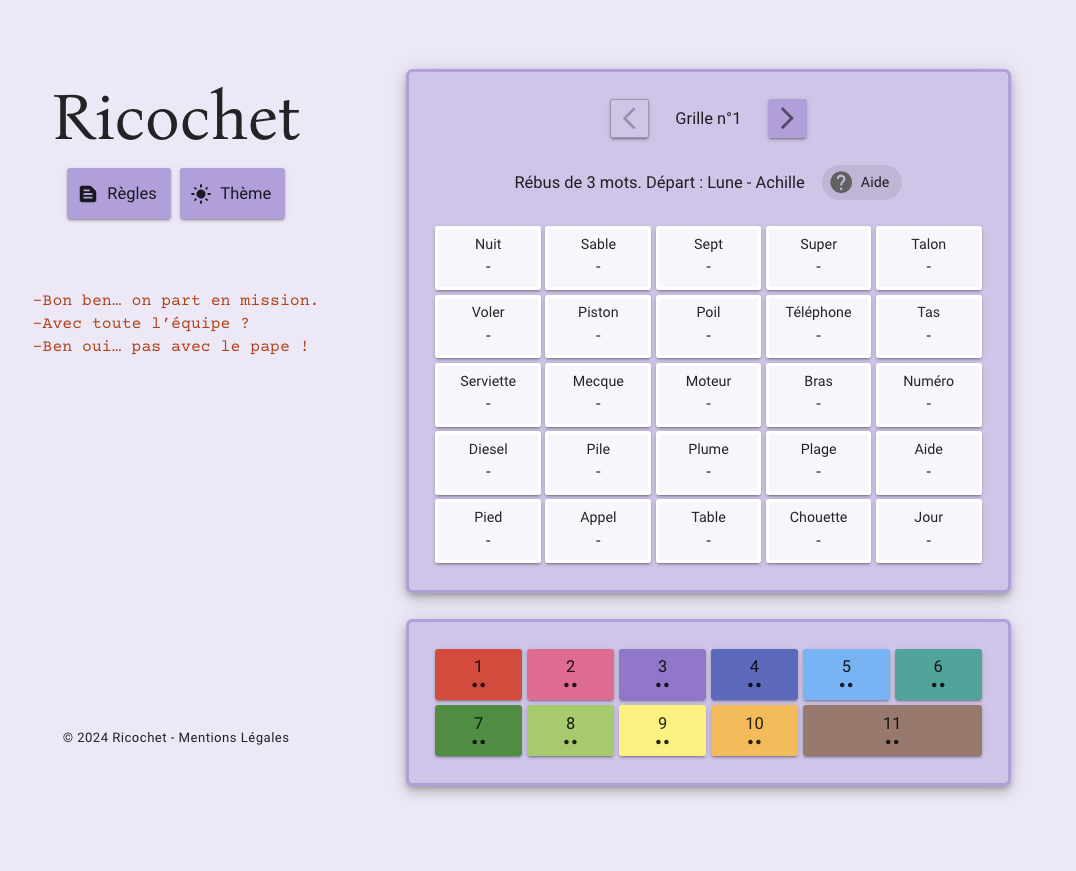 Ricochet
Règles
Thème
-Bon ben… on part en mission.
-Avec toute l’équipe ?
-Ben oui… pas avec le pape !
© 2024 Ricochet - Mentions Légales
Grille n°1
Rébus de 3 mots. Départ : Lune - Achille
Aide
Nuit Sable Sept Super Talon
- - - - -
Voler Piston Poil Téléphone Tas
- - - - -
Serviette Mecque Moteur Bras Numéro
- - - - -
Diesel Pile Plume Plage Aide
- - - - -
Pied Appel Table Chouette Jour
- - - - -
1 2 3 4 5 6
•• •• •• •• •• ••
7 8 9 10 11
•• •• •• •• ••